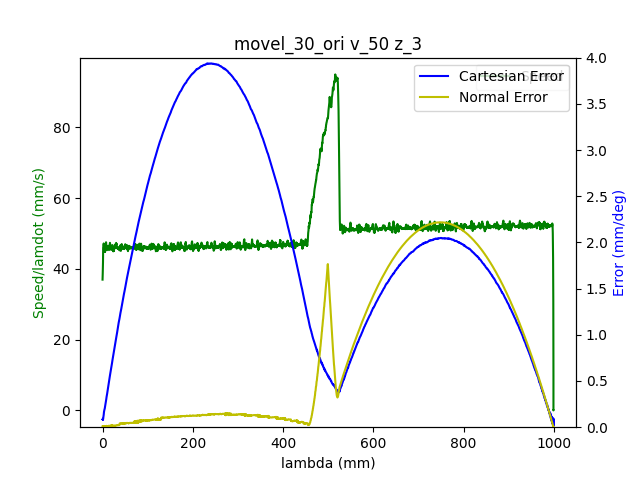 movel_30_ori v_50 z_3
Speed/lamdot (mm/s)
80
60
40
20
0
Cartesian Error
Normal Error
4.0
3.5
3.0
2.5
2.0
1.5
1.0
0.5
0.0
Error (mm/deg)
0 200 400 600 800 1000
lambda (mm)